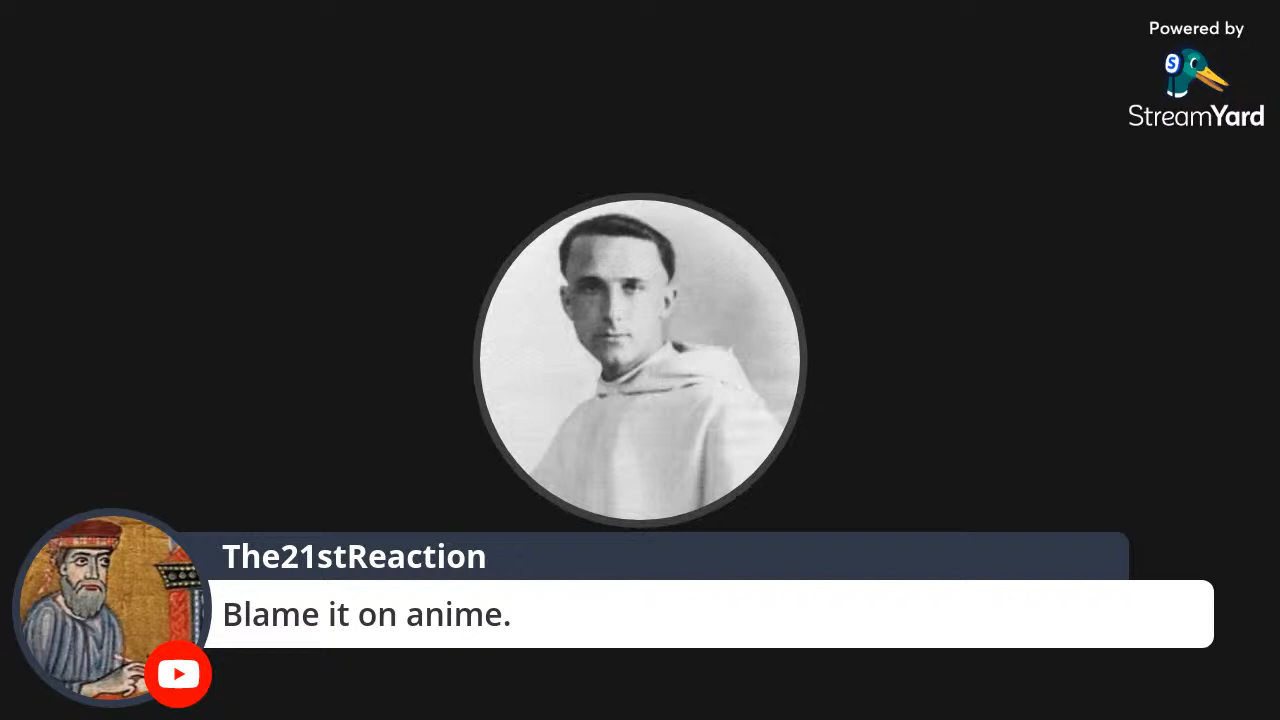 Powered by
S
StreamYard
The21stReaction
Blame it on anime.